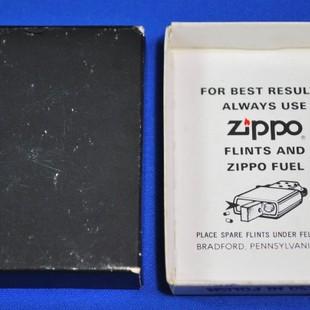 FOR BEST RESUL
ALWAYS USE
Zippo
FLINTS AND
ZIPPO FUEL
PLACE SPARE FLINTS UNDER FEL
BRADFORD, PENNSYLVANI